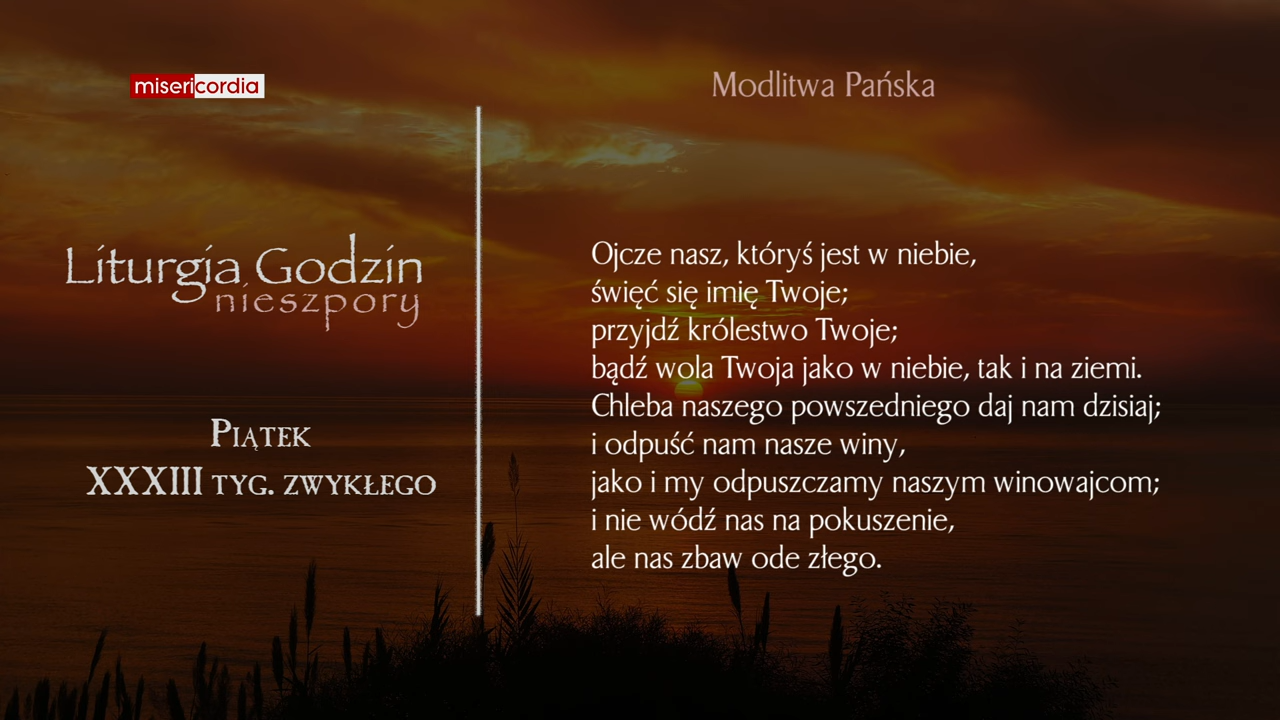 misericordia
Liturgia Godzin
nieszpory
Piątek
XXXIII tyg. zwykłego
Modlitwa Pańska
Ojcze nasz, któryś jest w niebie,
święć się imię Twoje;
przyjdź królestwo Twoje;
bądź wola Twoja jako w niebie, tak i na ziemi.
Chleba naszego powszedniego daj nam dzisiaj;
i odpuść nam nasze winy,
jako i my odpuszczamy naszym winowajcom;
i nie wódź nas na pokuszenie,
ale nas zbaw ode złego.